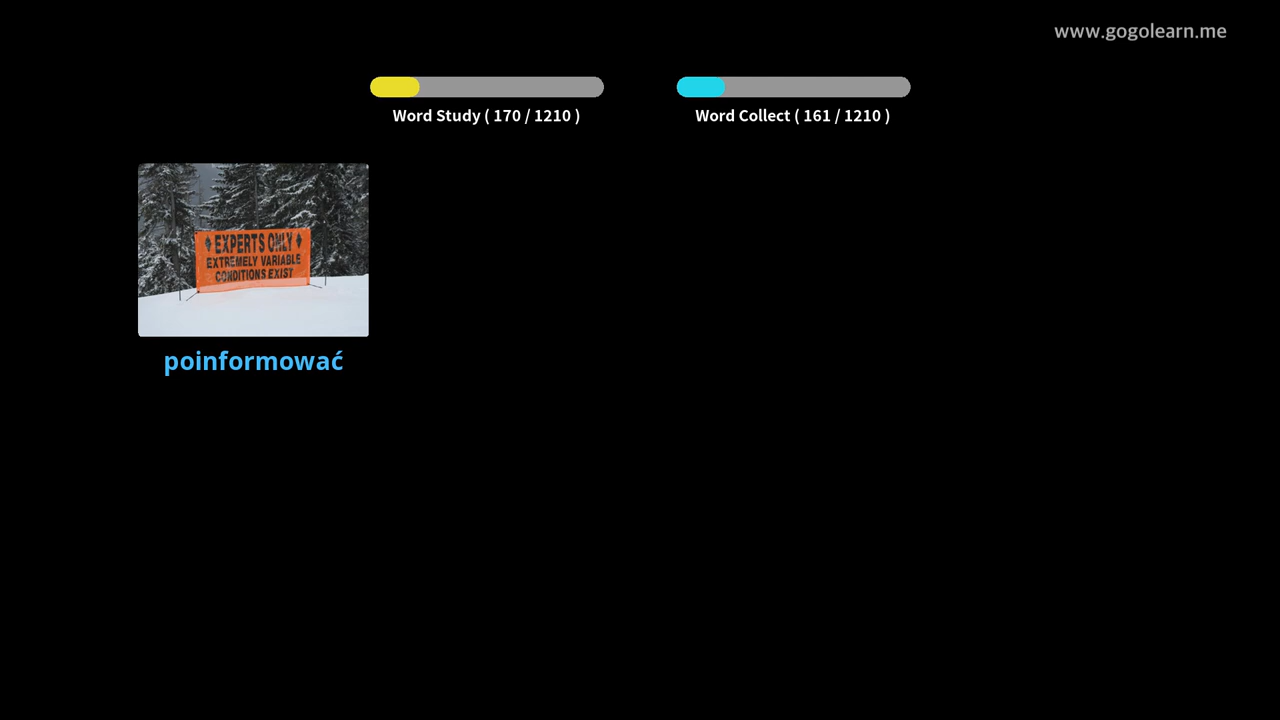 www.gogolearn.me
Word Study ( 170 / 1210 )
Word Collect ( 161 / 1210 )
EXPERTS ONLY
EXTREMELY VARIABLE
CONDITIONS EXIST
poinformować